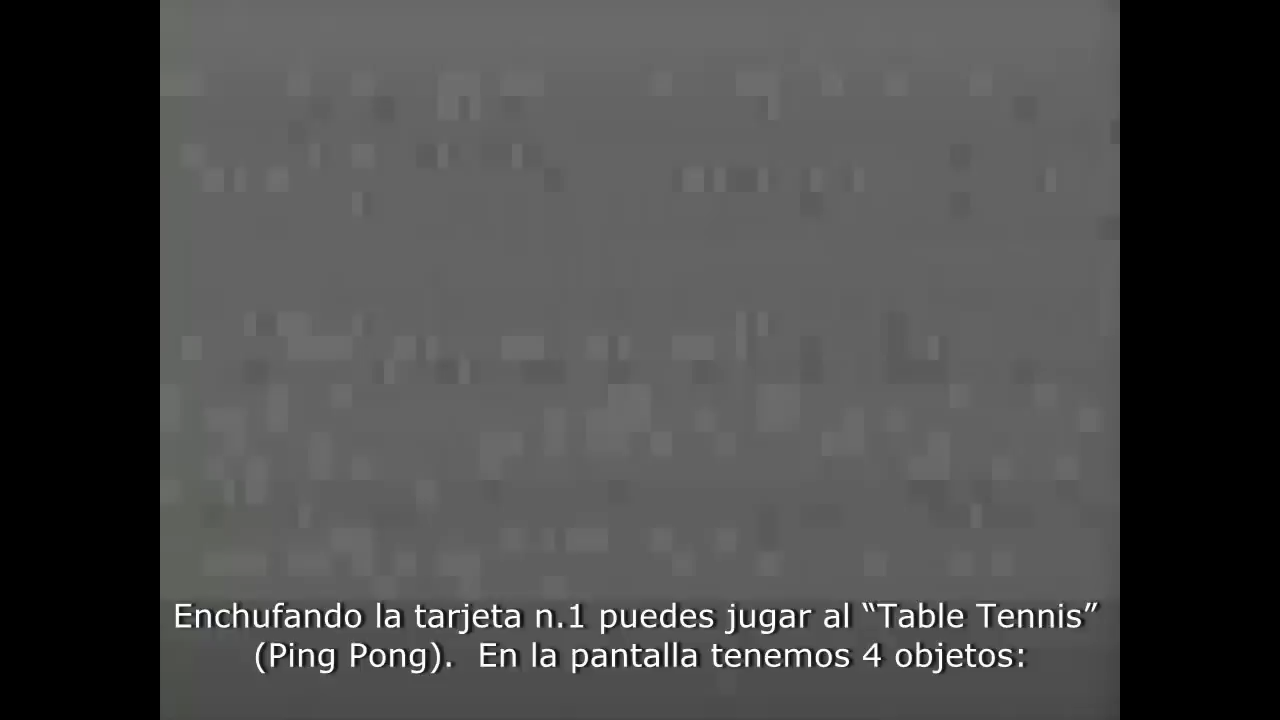 Enchufando la tarjeta n.1 puedes jugar al “Table Tennis”
(Ping Pong).  En la pantalla tenemos 4 objetos: